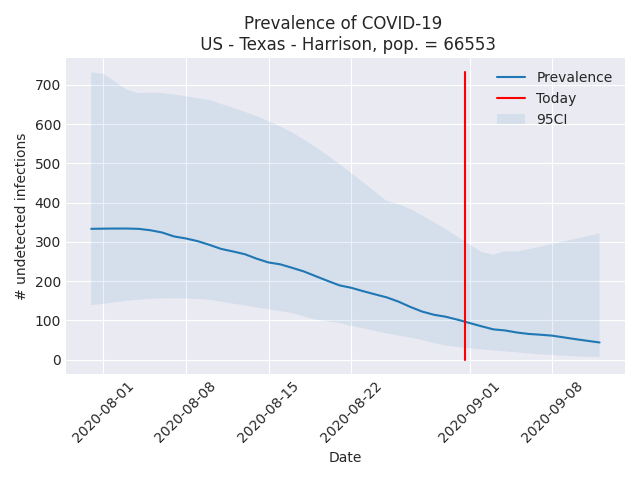 Prevalence of COVID-19
US - Texas - Harrison, pop. = 66553
Prevalence
Today
95CI
# undetected infections
700
600
500
400
300
200
100
0
2020-08-01
2020-08-08
2020-08-15
2020-08-22
2020-09-01
2020-09-08
Date